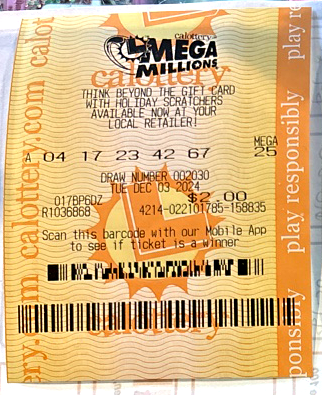 calottery
MEGA
MILLIONS
calottery
THINK BEYOND THE GIFT CARD
WITH HOLIDAY SCRATCHERS
AVAILABLE NOW AT YOUR
LOCAL RETAILER!
MEGA
A 04 17 23 42 67 25
DRAW NUMBER 002030
TUE DEC 03 2024
017BP6DZ $2.00
R1036868 4214-022101785-158835
Scan this barcode with our Mobile App
to see if ticket is a winner
calottery
calottery.com calottery
play responsibly